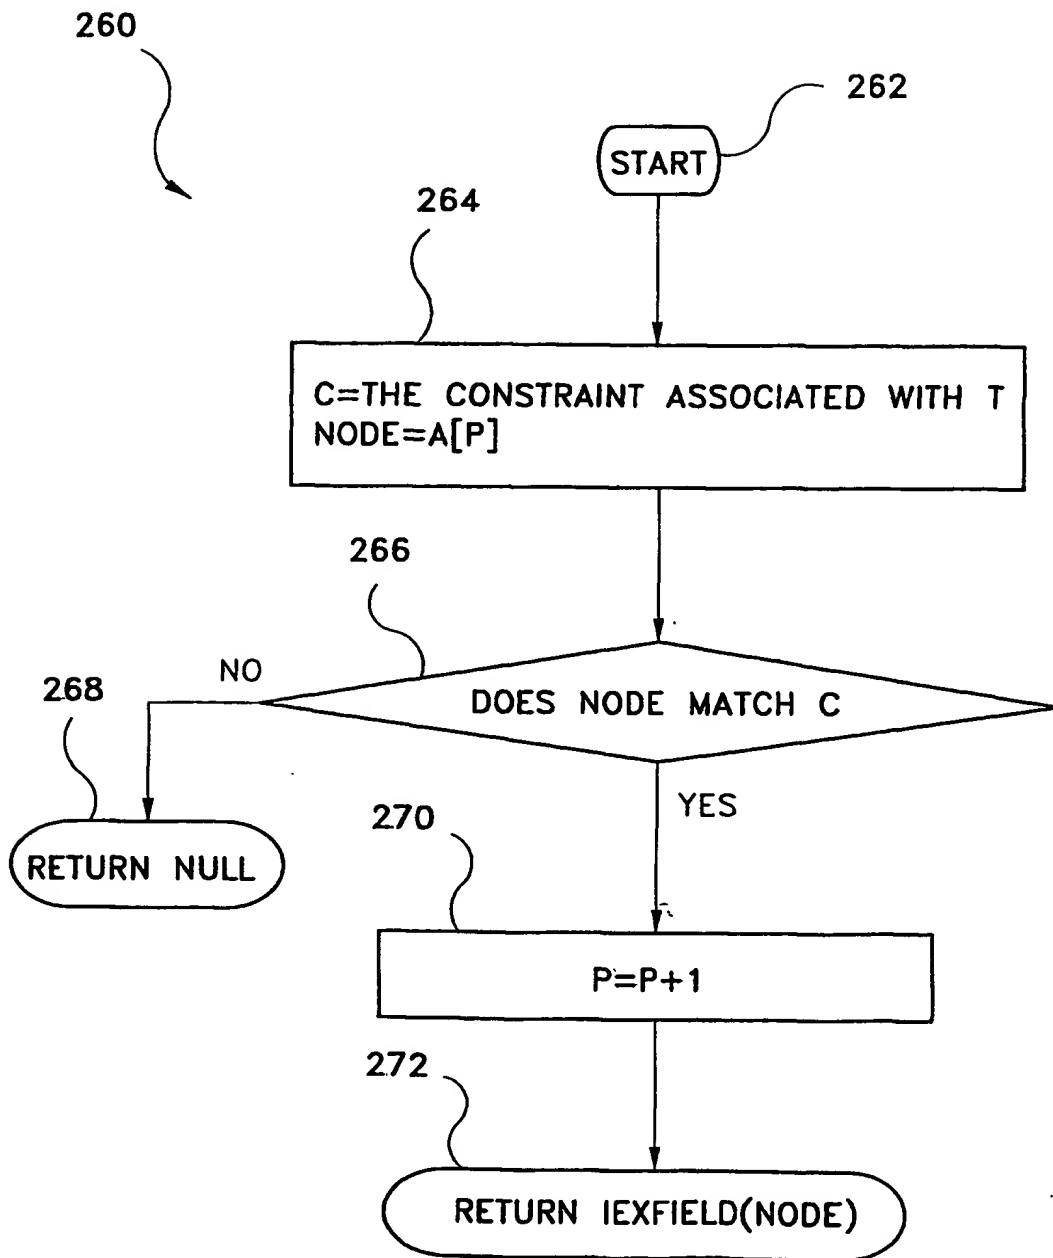 260
262
START
264
C=THE CONSTRAINT ASSOCIATED WITH T
NODE=A[P]
266
NO
DOES NODE MATCH C
268
YES
270
RETURN NULL
P=P+1
272
RETURN IEXFIELD(NODE)